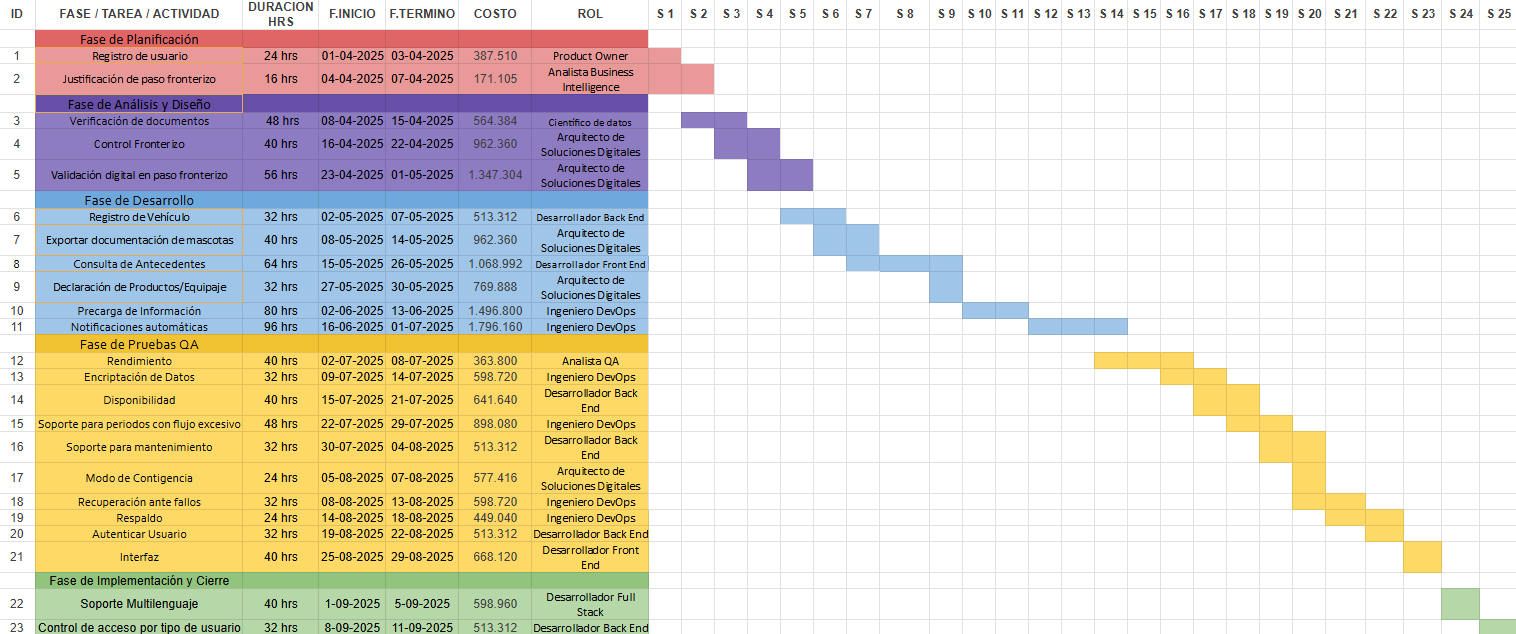 ID FASE / TAREA / ACTIVIDAD DURACION HRS F.INICIO F.TERMINO COSTO ROL S 1 S 2 S 3 S 4 S 5 S 6 S 7 S 8 S 9 S 10 S 11 S 12 S 13 S 14 S 15 S 16 S 17 S 18 S 19 S 20 S 21 S 22 S 23 S 24 S 25
Fase de Planificación
1 Registro de usuario 24 hrs 01-04-2025 03-04-2025 387.510 Product Owner
2 Justificación de paso fronterizo 16 hrs 04-04-2025 07-04-2025 171.105 Analista Business Intelligence
Fase de Análisis y Diseño
3 Verificación de documentos 48 hrs 08-04-2025 15-04-2025 564.384 Científico de datos
4 Control Fronterizo 40 hrs 16-04-2025 22-04-2025 962.360 Arquitecto de Soluciones Digitales
5 Validación digital en paso fronterizo 56 hrs 23-04-2025 01-05-2025 1.347.304 Arquitecto de Soluciones Digitales
Fase de Desarrollo
6 Registro de Vehículo 32 hrs 02-05-2025 07-05-2025 513.312 Desarrollador Back End
7 Exportar documentación de mascotas 40 hrs 08-05-2025 14-05-2025 962.360 Arquitecto de Soluciones Digitales
8 Consulta de Antecedentes 64 hrs 15-05-2025 26-05-2025 1.068.992 Desarrollador Front End
9 Declaración de Productos/Equipaje 32 hrs 27-05-2025 30-05-2025 769.888 Arquitecto de Soluciones Digitales
10 Precarga de Información 80 hrs 02-06-2025 13-06-2025 1.496.800 Ingeniero DevOps
11 Notificaciones automáticas 96 hrs 16-06-2025 01-07-2025 1.796.160 Ingeniero DevOps
Fase de Pruebas QA
12 Rendimiento 40 hrs 02-07-2025 08-07-2025 363.800 Analista QA
13 Encriptación de Datos 32 hrs 09-07-2025 14-07-2025 598.720 Ingeniero DevOps
14 Disponibilidad 40 hrs 15-07-2025 21-07-2025 641.640 Desarrollador Back End
15 Soporte para periodos con flujo excesivo 48 hrs 22-07-2025 29-07-2025 898.080 Ingeniero DevOps
16 Soporte para mantenimiento 32 hrs 30-07-2025 04-08-2025 513.312 Desarrollador Back End
17 Modo de Contigencia 24 hrs 05-08-2025 07-08-2025 577.416 Arquitecto de Soluciones Digitales
18 Recuperación ante fallos 32 hrs 08-08-2025 13-08-2025 598.720 Ingeniero DevOps
19 Respaldo 24 hrs 14-08-2025 18-08-2025 449.040 Ingeniero DevOps
20 Autenticar Usuario 32 hrs 19-08-2025 22-08-2025 513.312 Desarrollador Back End
21 Interfaz 40 hrs 25-08-2025 29-08-2025 668.120 Desarrollador Front End
Fase de Implementación y Cierre
22 Soporte Multilenguaje 40 hrs 1-09-2025 5-09-2025 598.960 Desarrollador Full Stack
23 Control de acceso por tipo de usuario 32 hrs 8-09-2025 11-09-2025 513.312 Desarrollador Back End